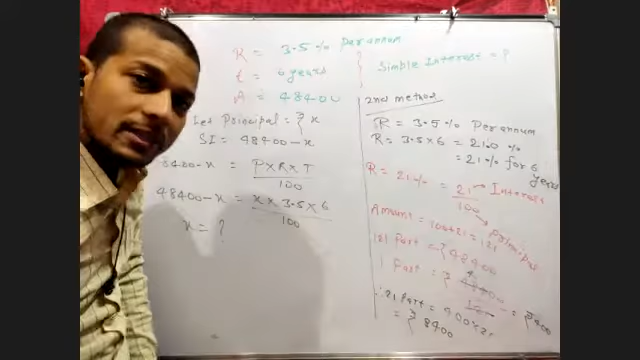 R = 3.5 % Per annum
t = 6 years
A = 48400
Let Principal = ₹ x
SI = 48400 - x
8400 - x = P X R X T / 100
48400 - x = x x 3.5 x 6 / 100
x = ?
Simple Interest = ?
2nd method
R = 3.5 % Per annum
R = 3.5 x 6 = 21.0 %
= 21 % for 6 years
R = 21 % = 21 / 100 → Interest
Principal
Amount = 100+21 = 121
121 Part = ₹ 48400
1 Part = ₹ 48400
∴ 21 Part = 400x21
= ₹ 8400